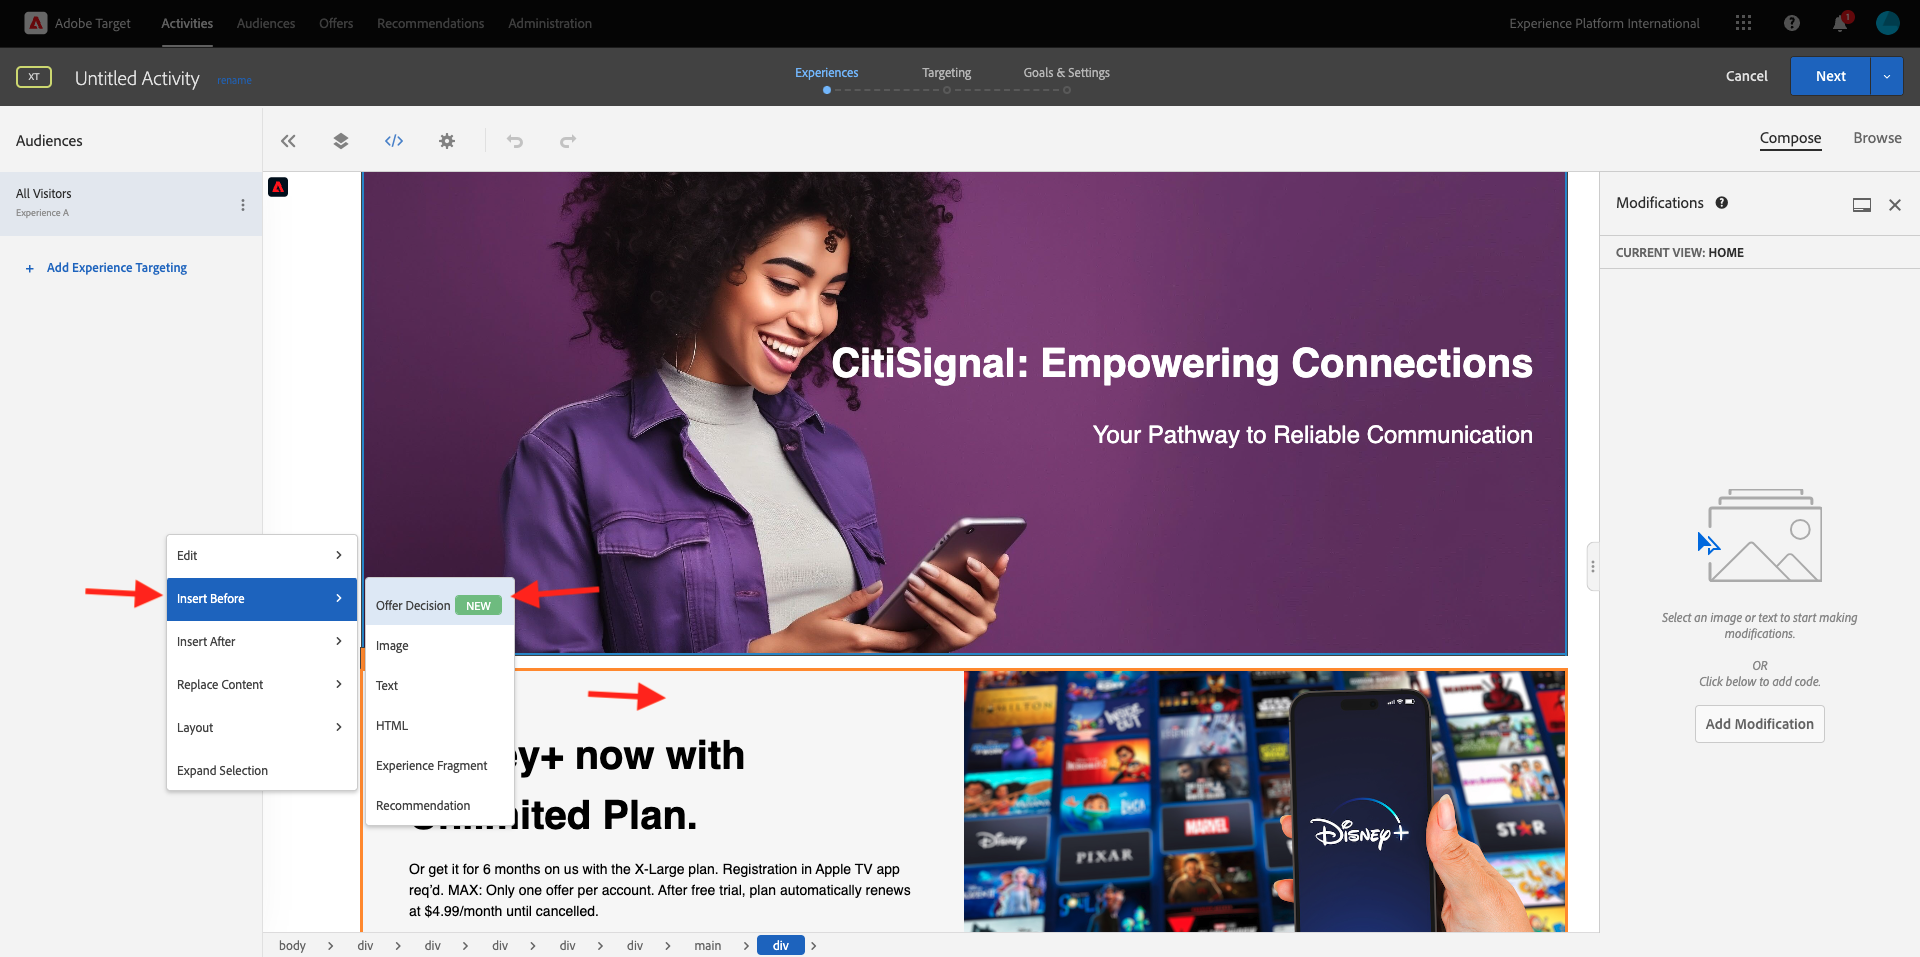 Adobe Target
Activities
Audiences
Offers
Recommendations
Administration
Experience Platform International
1
XT
Untitled Activity
rename
Experiences
Targeting
Goals & Settings
Cancel
Next
Audiences
Compose
Browse
All Visitors
Experience A
+ Add Experience Targeting
CitiSignal: Empowering Connections
Your Pathway to Reliable Communication
Modifications
CURRENT VIEW: HOME
Select an image or text to start making
modifications.
OR
Click below to add code.
Add Modification
Edit
Insert Before
Insert After
Replace Content
Layout
Expand Selection
Offer Decision NEW
Image
Text
HTML
Experience Fragment
Recommendation
ey+ now with
ited Plan.
Or get it for 6 months on us with the X-Large plan. Registration in Apple TV app
req'd. MAX: Only one offer per account. After free trial, plan automatically renews
at $4.99/month until cancelled.
Disney+
Disney
PIXAR
MARVEL
STAR
body
div
div
div
div
div
main
div